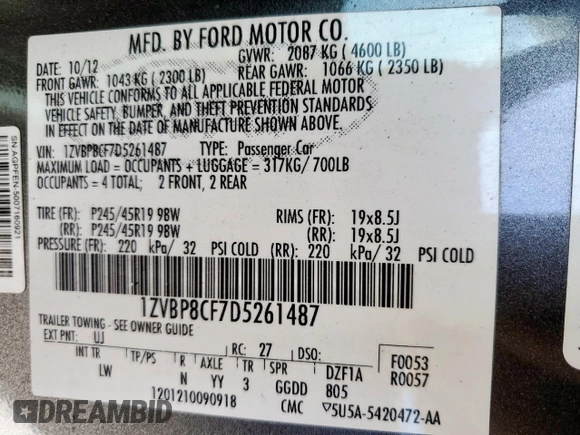 MFD. BY FORD MOTOR CO.
DATE: 10/12
GVWR: 2087 KG ( 4600 LB)
FRONT GAWR: 1043 KG ( 2300 LB)
REAR GAWR: 1066 KG ( 2350 LB)
THIS VEHICLE CONFORMS TO ALL APPLICABLE FEDERAL MOTOR
VEHICLE SAFETY, BUMPER, AND THEFT PREVENTION STANDARDS
IN EFFECT ON THE DATE OF MANUFACTURE SHOWN ABOVE.
VIN: 1ZVBP8CF7D5261487 TYPE: Passenger Car
MAXIMUM LOAD = OCCUPANTS + LUGGAGE = 317KG/ 700LB
OCCUPANTS = 4 TOTAL; 2 FRONT, 2 REAR
TIRE (FR): P245/45R19 98W RIMS (FR): 19x8.5J
(RR): P245/45R19 98W (RR): 19x8.5J
PRESSURE (FR): 220 kPa/ 32 PSI COLD (RR): 220 kPa/ 32 PSI COLD
1ZVBP8CF7D5261487
TRAILER TOWING - SEE OWNER GUIDE
EXT PNT: UJ RC: 27 DSO: F0053
INT TR TP/PS R AXLE TR SPR DZF1A R0057
LW N YY 3 GGDD 805
1201210090918 CMC ▽5U5A-5420472-AA
SN:AGPFEN-5007160921
EPICVIN